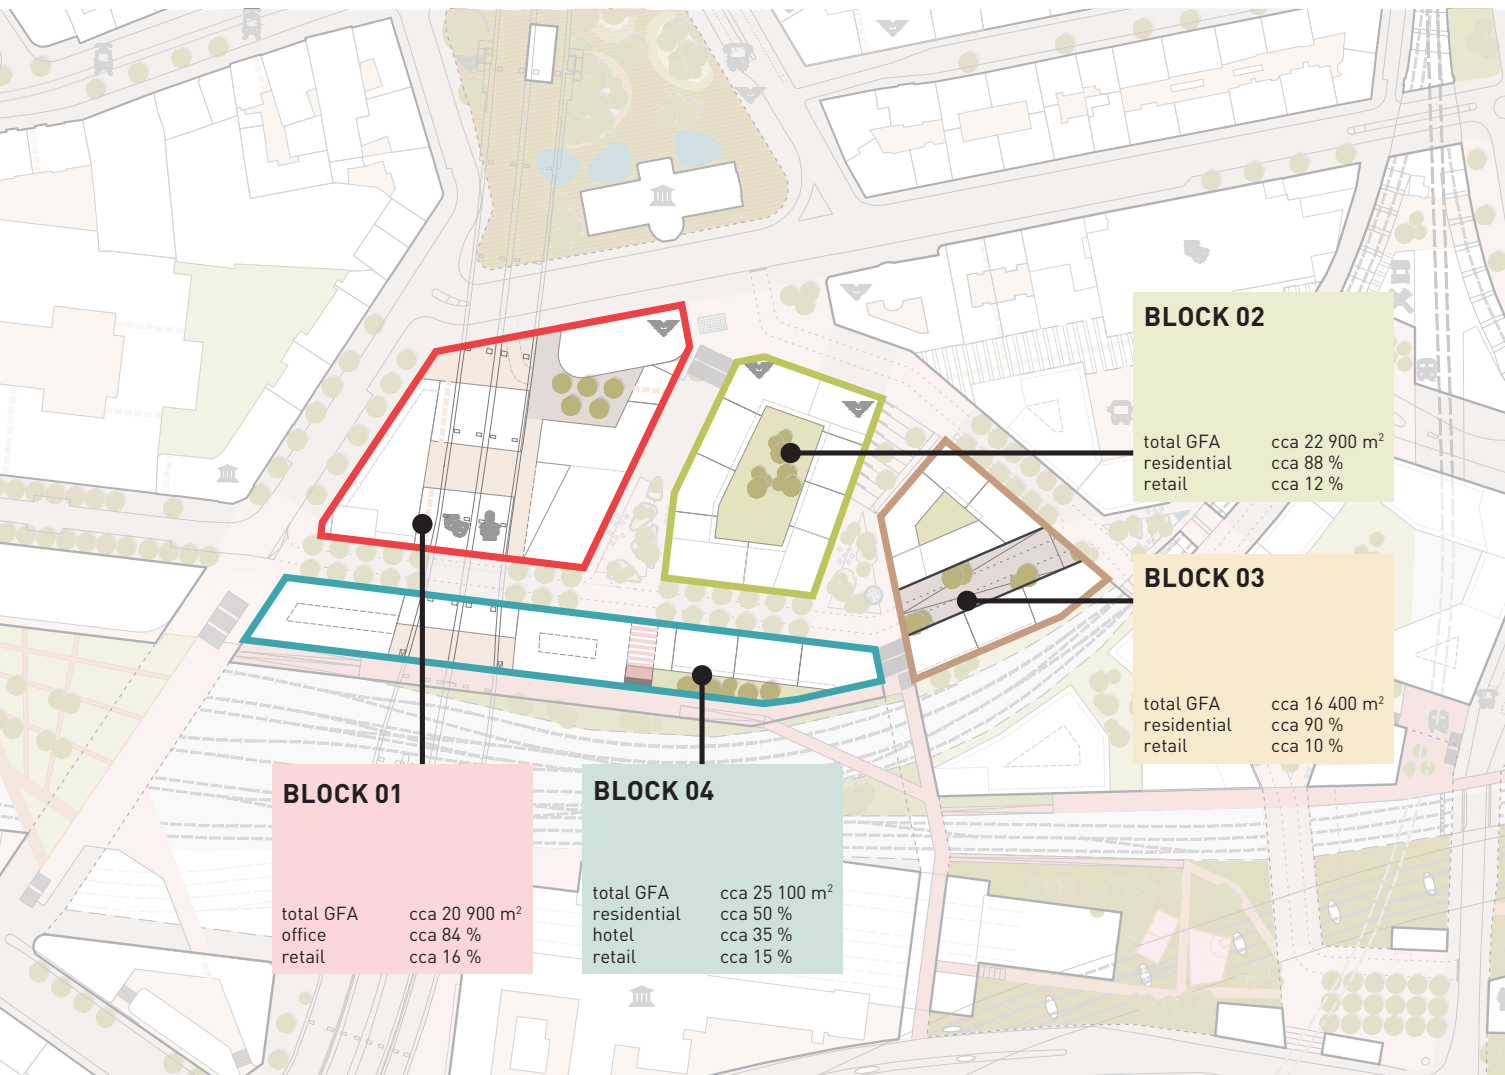 BLOCK 02
total GFA cca 22 900 m²
residential cca 88 %
retail cca 12 %
BLOCK 03
total GFA cca 16 400 m²
residential cca 90 %
retail cca 10 %
BLOCK 01
total GFA cca 20 900 m²
office cca 84 %
retail cca 16 %
BLOCK 04
total GFA cca 25 100 m²
residential cca 50 %
hotel cca 35 %
retail cca 15 %